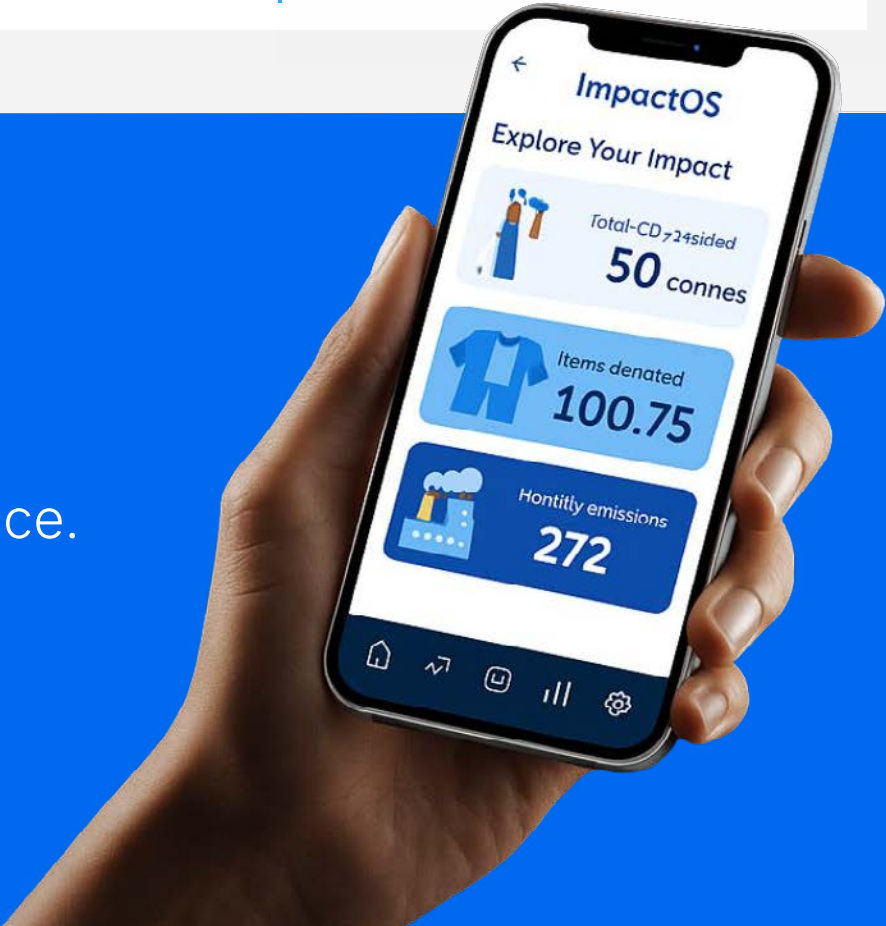 ImpactOS
Explore Your Impact
Total-CD724sided
50 connes
Items denated
100.75
Hontitly emissions
272
ce.